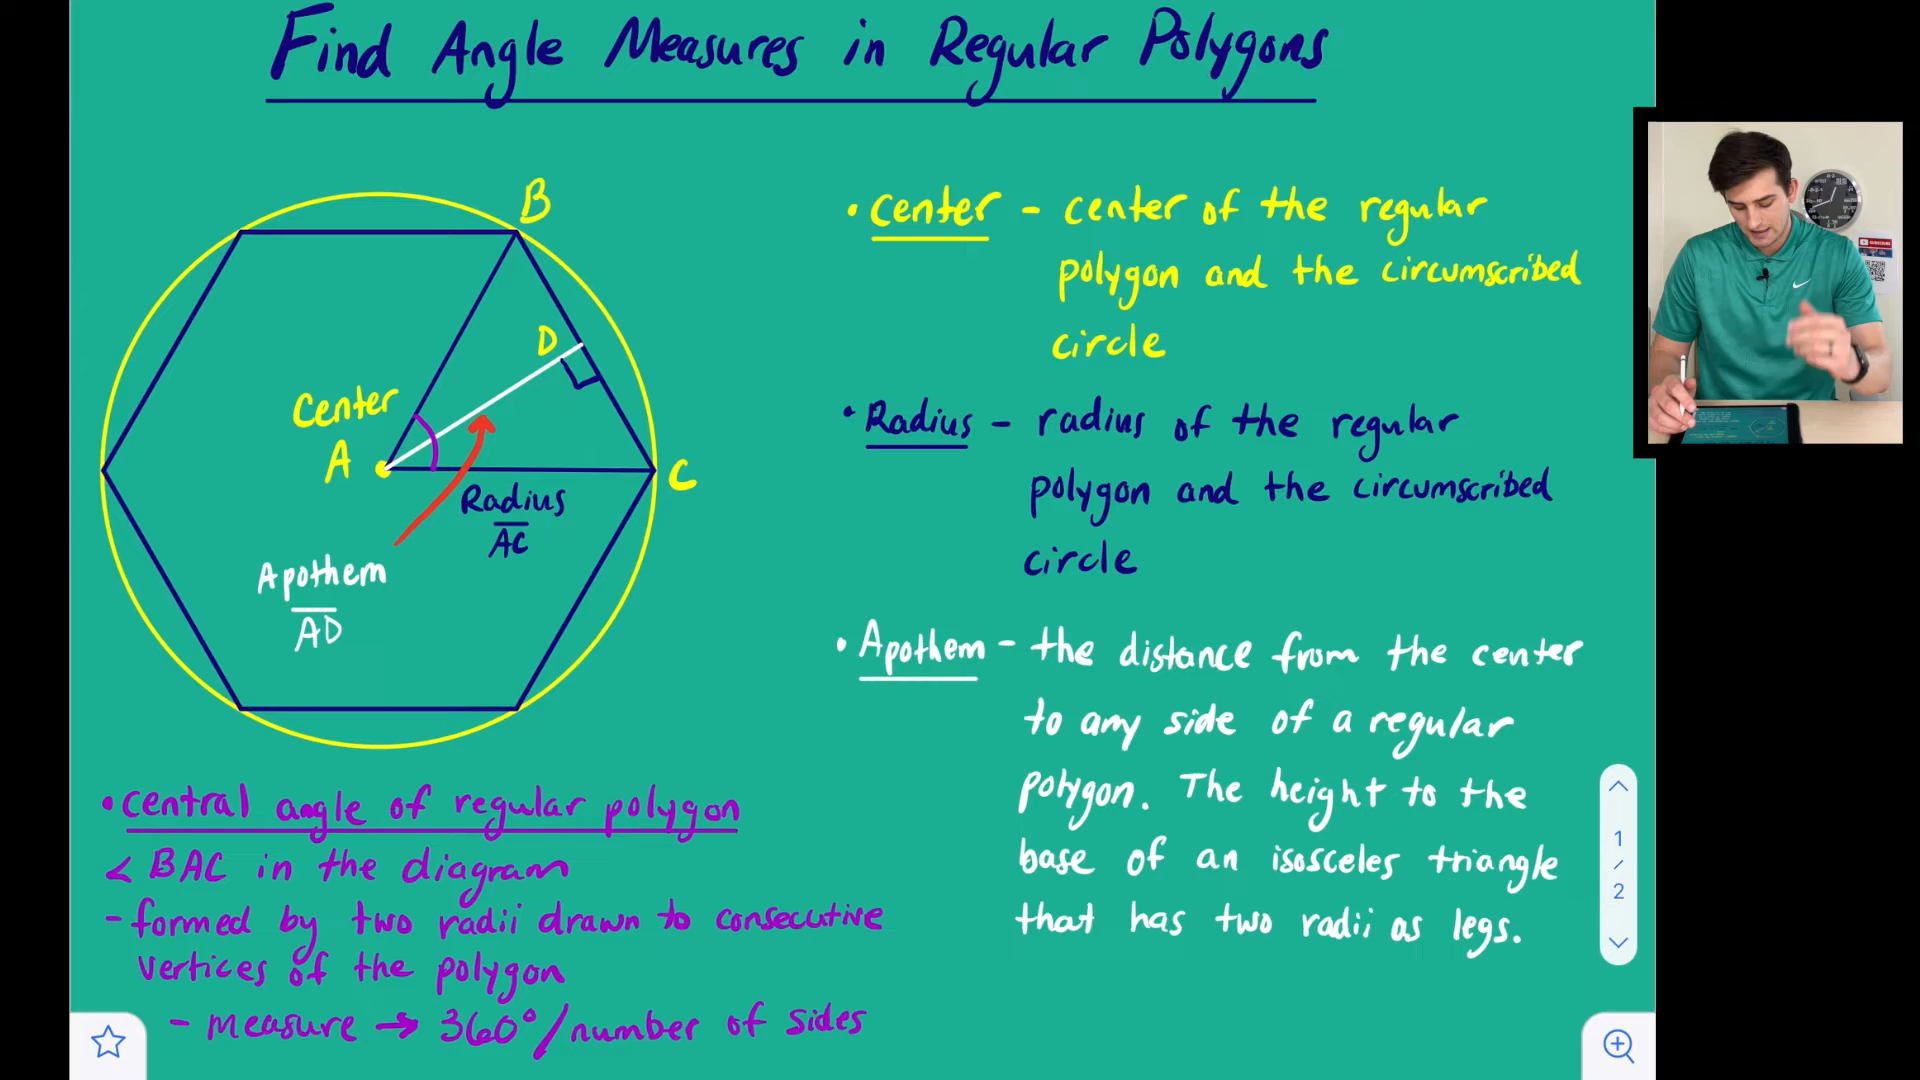 Find Angle Measures in Regular Polygons
B
D
Center
A
C
Radius
AC
Apothem
AD
• Center - center of the regular
polygon and the circumscribed
circle
• Radius - radius of the regular
polygon and the circumscribed
circle
• Apothem - the distance from the center
to any side of a regular
polygon. The height to the
base of an isosceles triangle
that has two radii as legs.
• Central angle of regular polygon
∠ BAC in the diagram
- formed by two radii drawn to consecutive
vertices of the polygon
- measure → 360°/number of sides
1
/
2
SUBSCRIBE